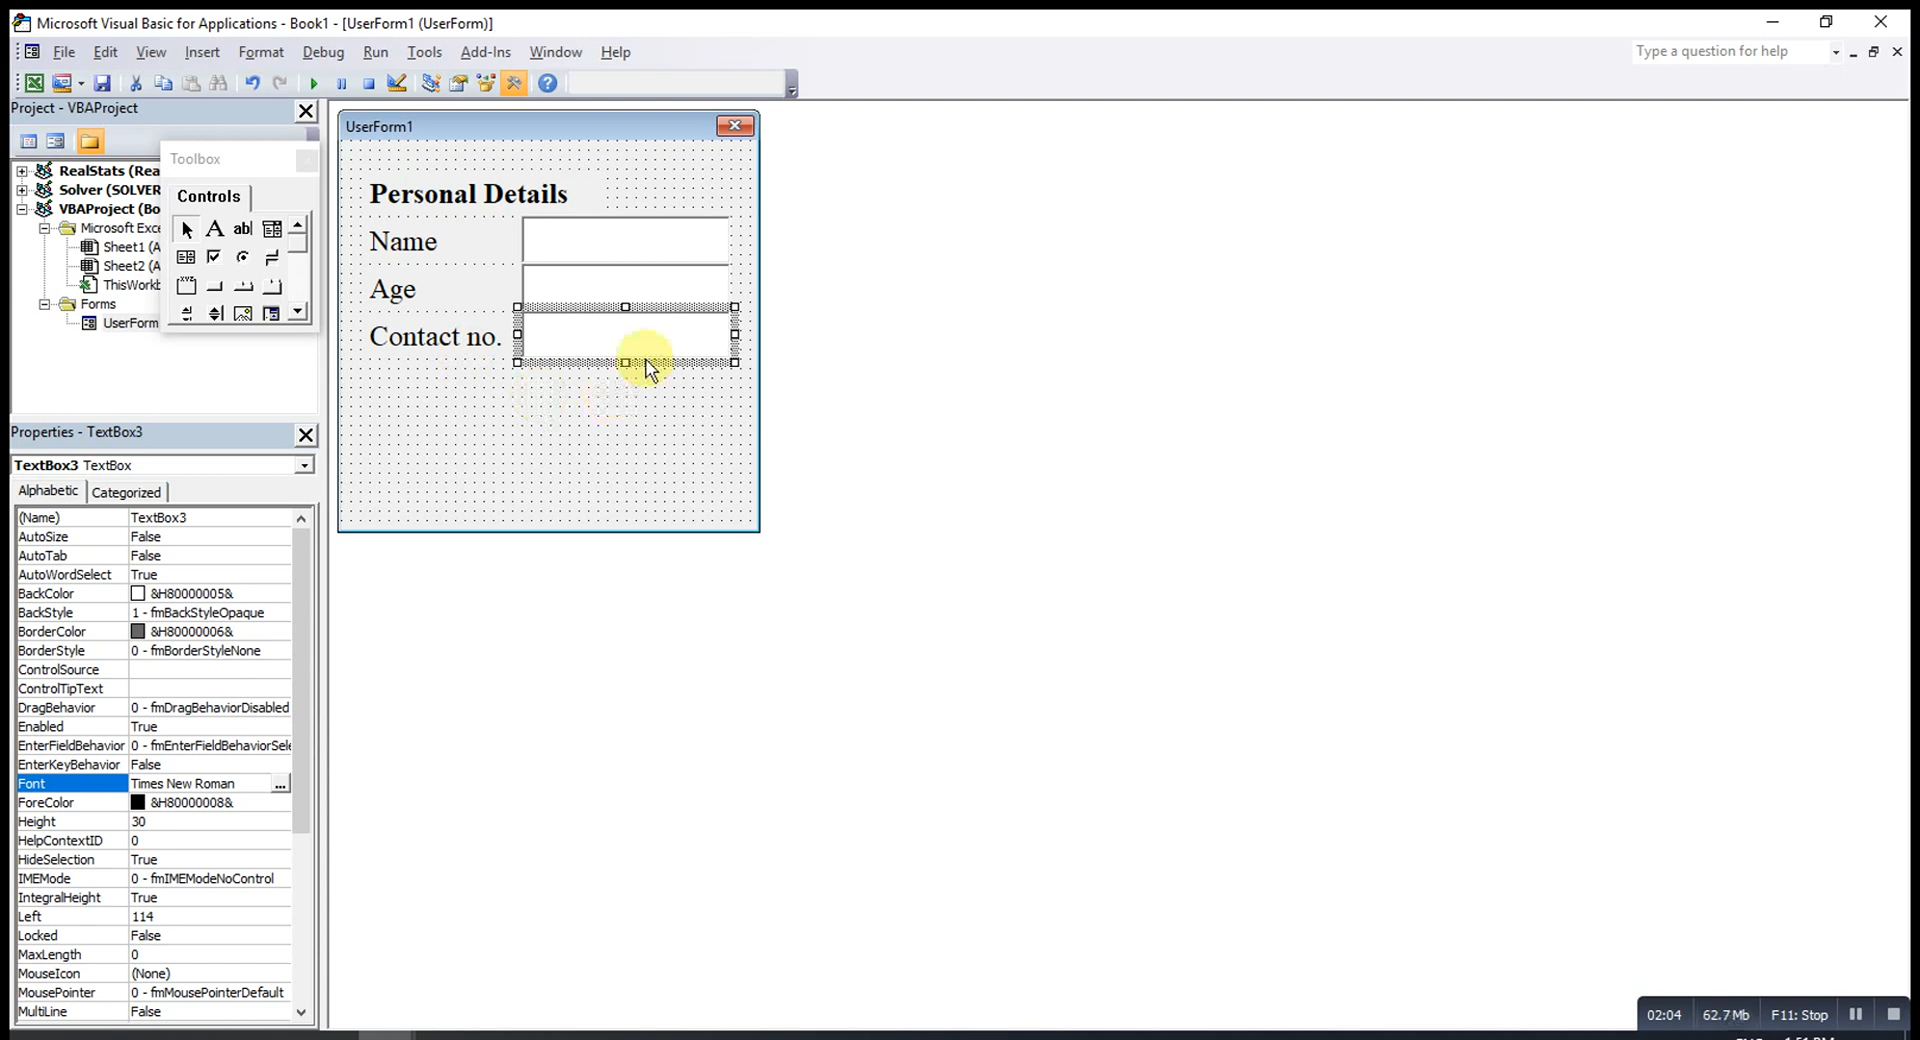 Microsoft Visual Basic for Applications - Book1 - [UserForm1 (UserForm)]
File Edit View Insert Format Debug Run Tools Add-Ins Window Help
Type a question for help
Project - VBAProject
RealStats (Rea
Solver (SOLVER
VBAProject (Bo
Microsoft Exce
Sheet1 (A
Sheet2 (A
ThisWorkb
Forms
UserForm
Toolbox
Controls
A ab|
XYZ
UserForm1
Personal Details
Name
Age
Contact no.
Properties - TextBox3
TextBox3 TextBox
Alphabetic Categorized
(Name) TextBox3
AutoSize False
AutoTab False
AutoWordSelect True
BackColor &H80000005&
BackStyle 1 - fmBackStyleOpaque
BorderColor &H80000006&
BorderStyle 0 - fmBorderStyleNone
ControlSource
ControlTipText
DragBehavior 0 - fmDragBehaviorDisabled
Enabled True
EnterFieldBehavior 0 - fmEnterFieldBehaviorSele
EnterKeyBehavior False
Font Times New Roman ...
ForeColor &H80000008&
Height 30
HelpContextID 0
HideSelection True
IMEMode 0 - fmIMEModeNoControl
IntegralHeight True
Left 114
Locked False
MaxLength 0
MouseIcon (None)
MousePointer 0 - fmMousePointerDefault
MultiLine False
02:04 62.7Mb F11: Stop